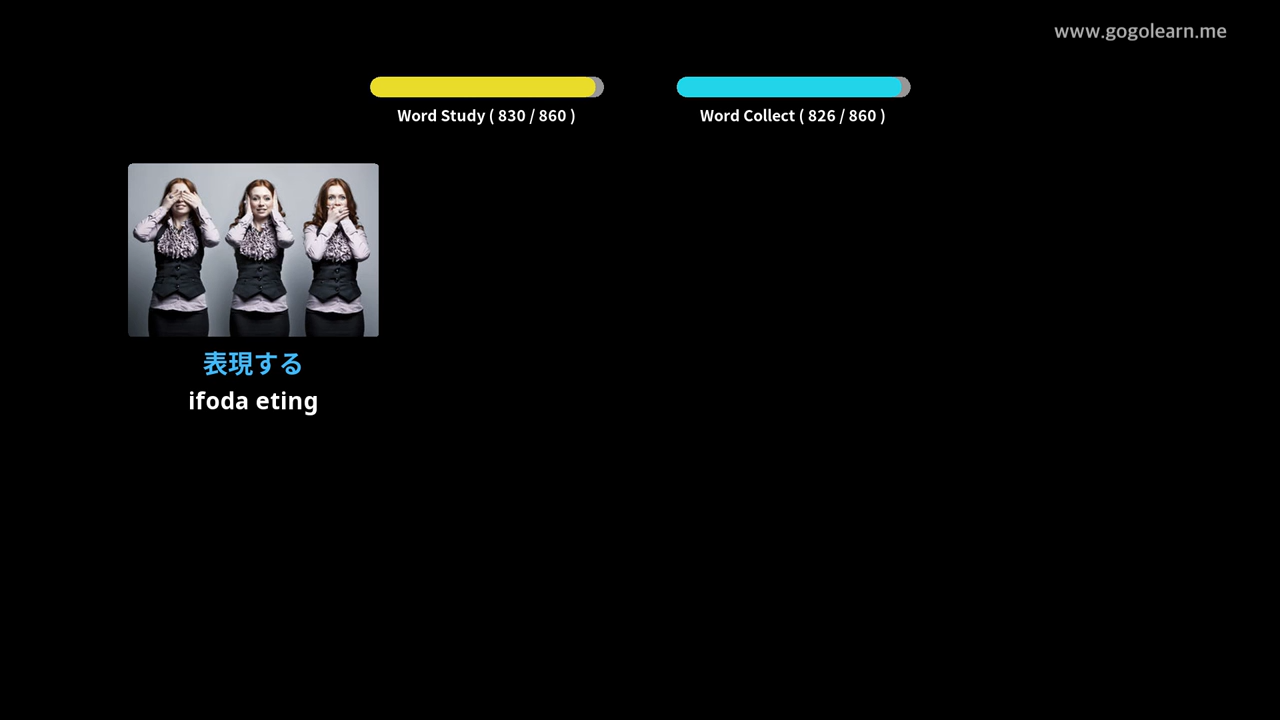 www.gogolearn.me
Word Study ( 830 / 860 )
Word Collect ( 826 / 860 )
表現する
ifoda eting